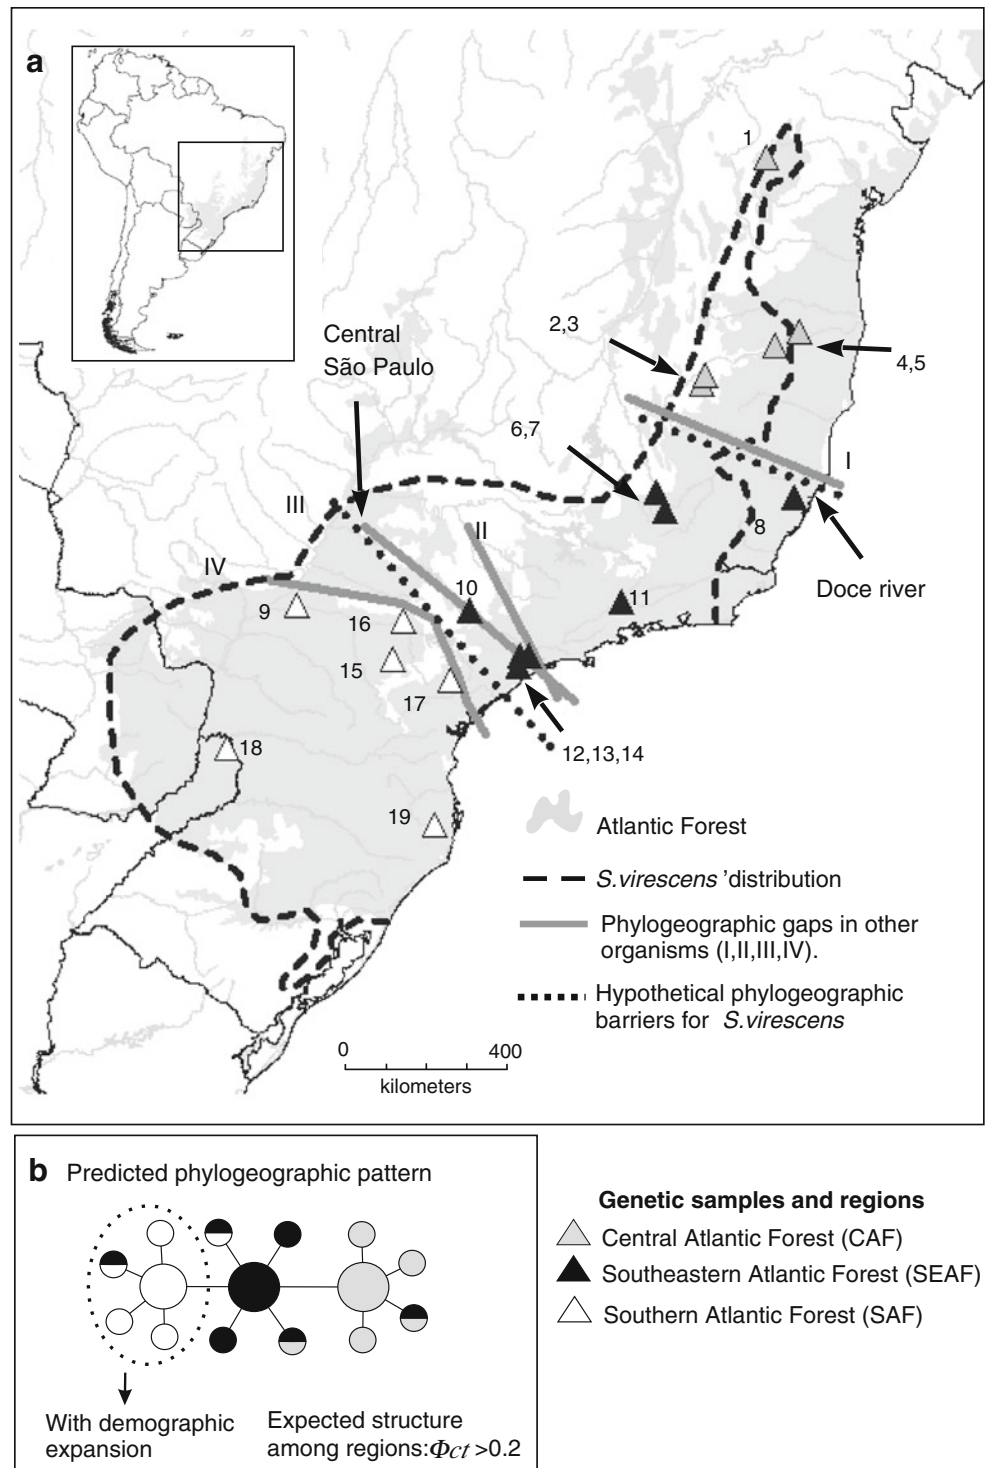 a
1
Central
São Paulo
2,3
4,5
6,7
I
III
II
8
IV
Doce river
10
11
9
16
15
17
18
12,13,14
19
Atlantic Forest
S.virescens 'distribution
Phylogeographic gaps in other
organisms (I,II,III,IV).
Hypothetical phylogeographic
barriers for S.virescens
0 400
kilometers
b Predicted phylogeographic pattern
With demographic
expansion
Expected structure
among regions:Φct >0.2
Genetic samples and regions
Central Atlantic Forest (CAF)
Southeastern Atlantic Forest (SEAF)
Southern Atlantic Forest (SAF)